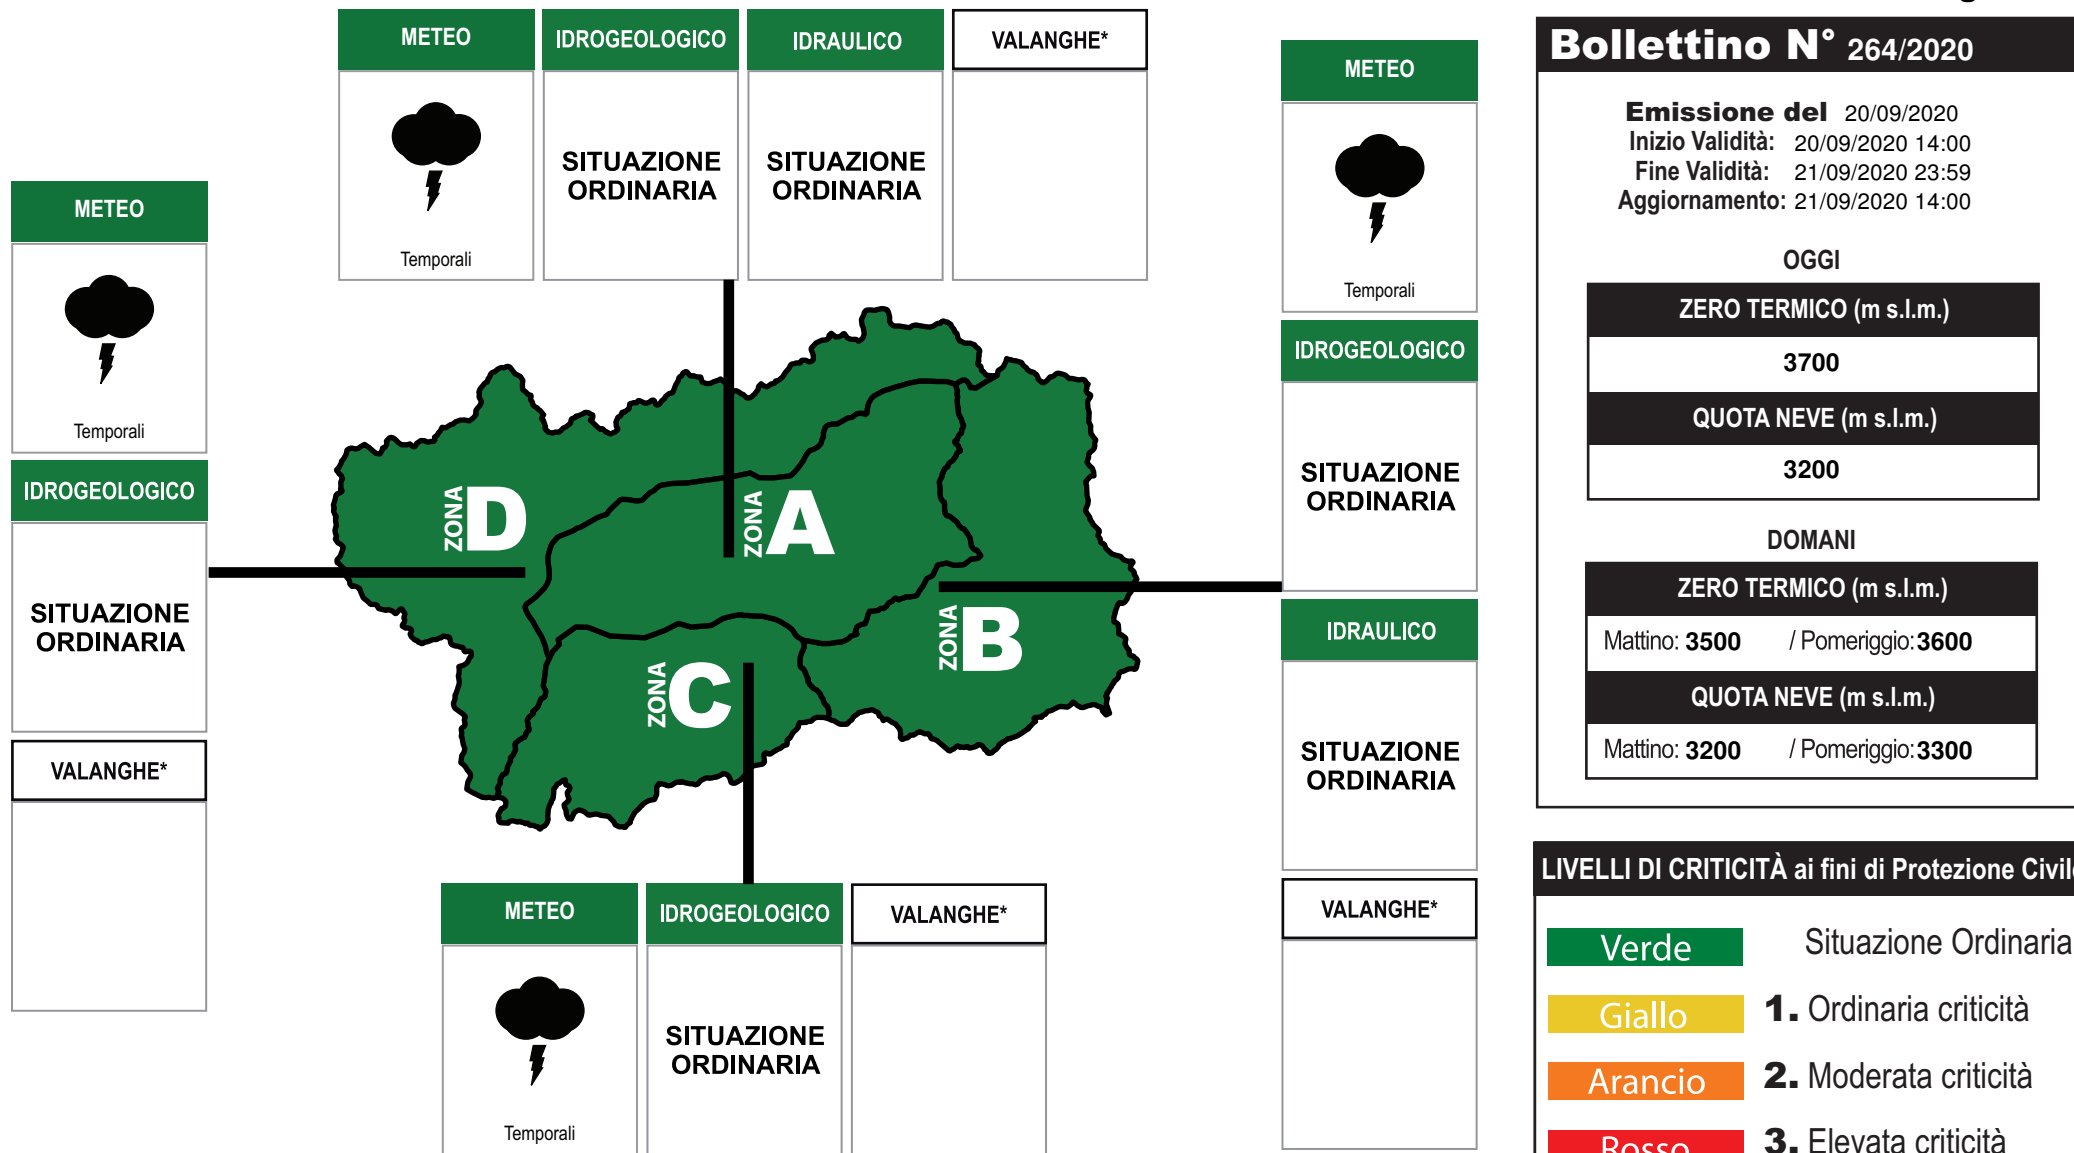 METEO
IDROGEOLOGICO
IDRAULICO
VALANGHE*
Temporali
SITUAZIONE
ORDINARIA
SITUAZIONE
ORDINARIA
METEO
Temporali
IDROGEOLOGICO
SITUAZIONE
ORDINARIA
VALANGHE*
ZONA D
ZONA A
ZONA B
ZONA C
METEO
IDROGEOLOGICO
VALANGHE*
Temporali
SITUAZIONE
ORDINARIA
METEO
Temporali
IDROGEOLOGICO
SITUAZIONE
ORDINARIA
IDRAULICO
SITUAZIONE
ORDINARIA
VALANGHE*
Bollettino N° 264/2020
Emissione del 20/09/2020
Inizio Validità: 20/09/2020 14:00
Fine Validità: 21/09/2020 23:59
Aggiornamento: 21/09/2020 14:00
OGGI
ZERO TERMICO (m s.l.m.)
3700
QUOTA NEVE (m s.l.m.)
3200
DOMANI
ZERO TERMICO (m s.l.m.)
Mattino: 3500 / Pomeriggio: 3600
QUOTA NEVE (m s.l.m.)
Mattino: 3200 / Pomeriggio: 3300
LIVELLI DI CRITICITÀ ai fini di Protezione Civile
Verde Situazione Ordinaria
Giallo 1. Ordinaria criticità
Arancio 2. Moderata criticità
Rosso 3. Elevata criticità